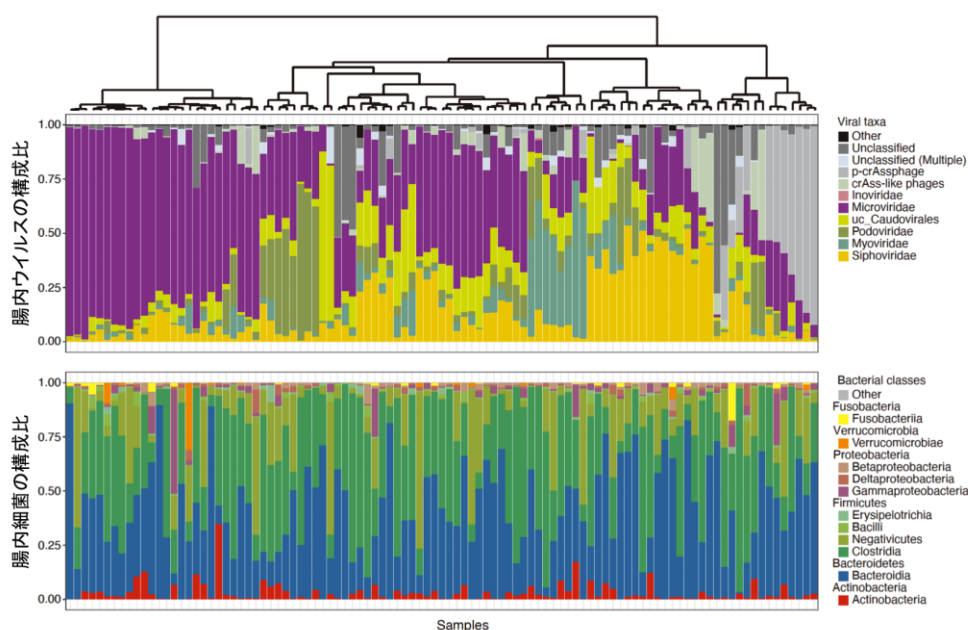 腸内ウイルスの構成比
1.00
0.75
0.50
0.25
0.00
Viral taxa
Other
Unclassified
Unclassified (Multiple)
p-crAssphage
crAss-like phages
Inoviridae
Microviridae
uc_Caudovirales
Podoviridae
Myoviridae
Siphoviridae
腸内細菌の構成比
1.00
0.75
0.50
0.25
0.00
Samples
Bacterial classes
Other
Fusobacteria
Fusobacteriia
Verrucomicrobia
Verrucomicrobiae
Proteobacteria
Betaproteobacteria
Deltaproteobacteria
Gammaproteobacteria
Firmicutes
Erysipelotrichia
Bacilli
Negativicutes
Clostridia
Bacteroidetes
Bacteroidia
Actinobacteria
Actinobacteria